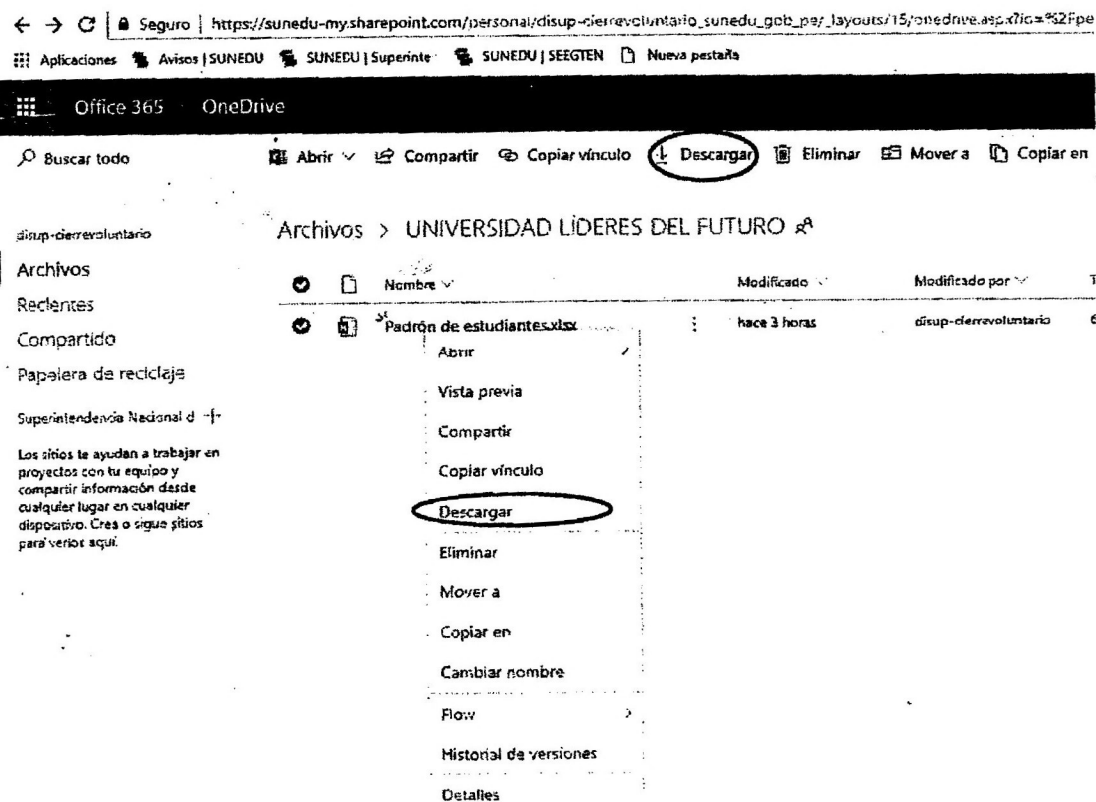 Seguro | https://sunedu-my.sharepoint.com/personal/disup-cierrevoluntario_sunedu_gob_pe/_layouts/15/onedrive.aspx?id=%2Fpe
Aplicaciones Avisos | SUNEDU SUNEDU | Superinte SUNEDU | SEEGTEN Nueva pestaña
Office 365 OneDrive
Buscar todo Abrir Compartir Copiar vínculo Descargar Eliminar Mover a Copiar en
disup-cierrevoluntario
Archivos > UNIVERSIDAD LÍDERES DEL FUTURO
Archivos
Recientes
Compartido
Papelera de reciclaje
Superintendencia Nacional d
Los sitios te ayudan a trabajar en
proyectos con tu equipo y
compartir información desde
cualquier lugar en cualquier
dispositivo. Crea o sigue sitios
para verlos aquí.
Nombre Modificado Modificado por
Padrón de estudiantes.xlsx hace 3 horas disup-cierrevoluntario
Abrir
Vista previa
Compartir
Copiar vínculo
Descargar
Eliminar
Mover a
Copiar en
Cambiar nombre
Flow
Historial de versiones
Detalles